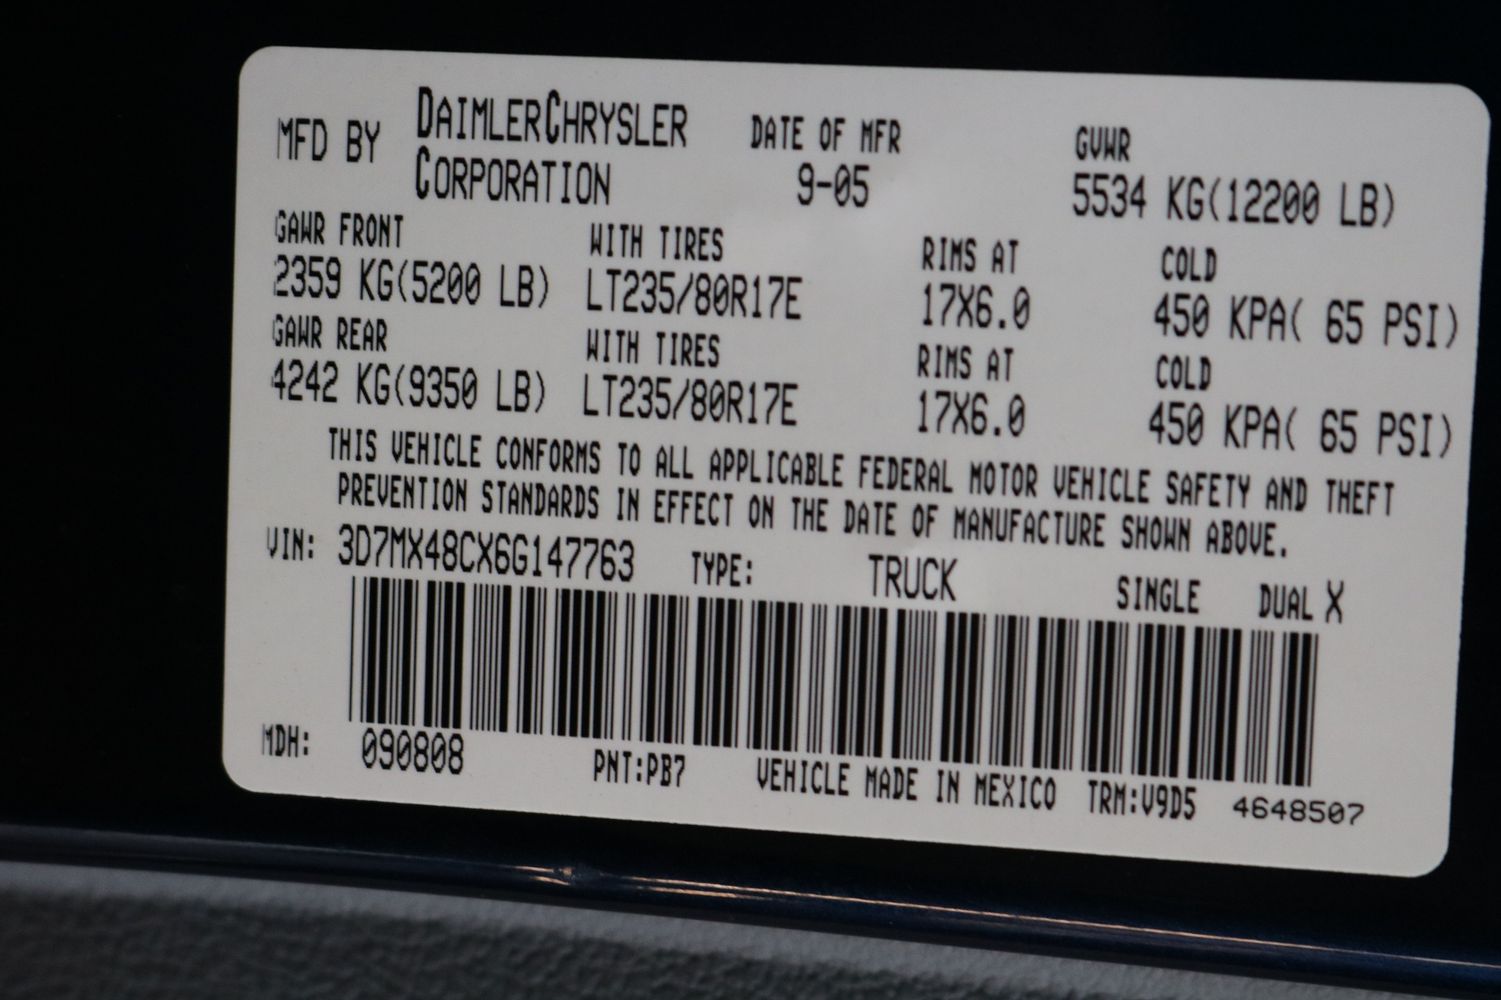 MFD BY DAIMLERCHRYSLER CORPORATION DATE OF MFR 9-05 GVWR 5534 KG(12200 LB)
GAWR FRONT WITH TIRES RIMS AT COLD
2359 KG(5200 LB) LT235/80R17E 17X6.0 450 KPA( 65 PSI)
GAWR REAR WITH TIRES RIMS AT COLD
4242 KG(9350 LB) LT235/80R17E 17X6.0 450 KPA( 65 PSI)
THIS VEHICLE CONFORMS TO ALL APPLICABLE FEDERAL MOTOR VEHICLE SAFETY AND THEFT
PREVENTION STANDARDS IN EFFECT ON THE DATE OF MANUFACTURE SHOWN ABOVE.
VIN: 3D7MX48CX6G147763 TYPE: TRUCK SINGLE DUAL X
MDH: 090808 PNT:PB7 VEHICLE MADE IN MEXICO TRM:V9D5 4648507